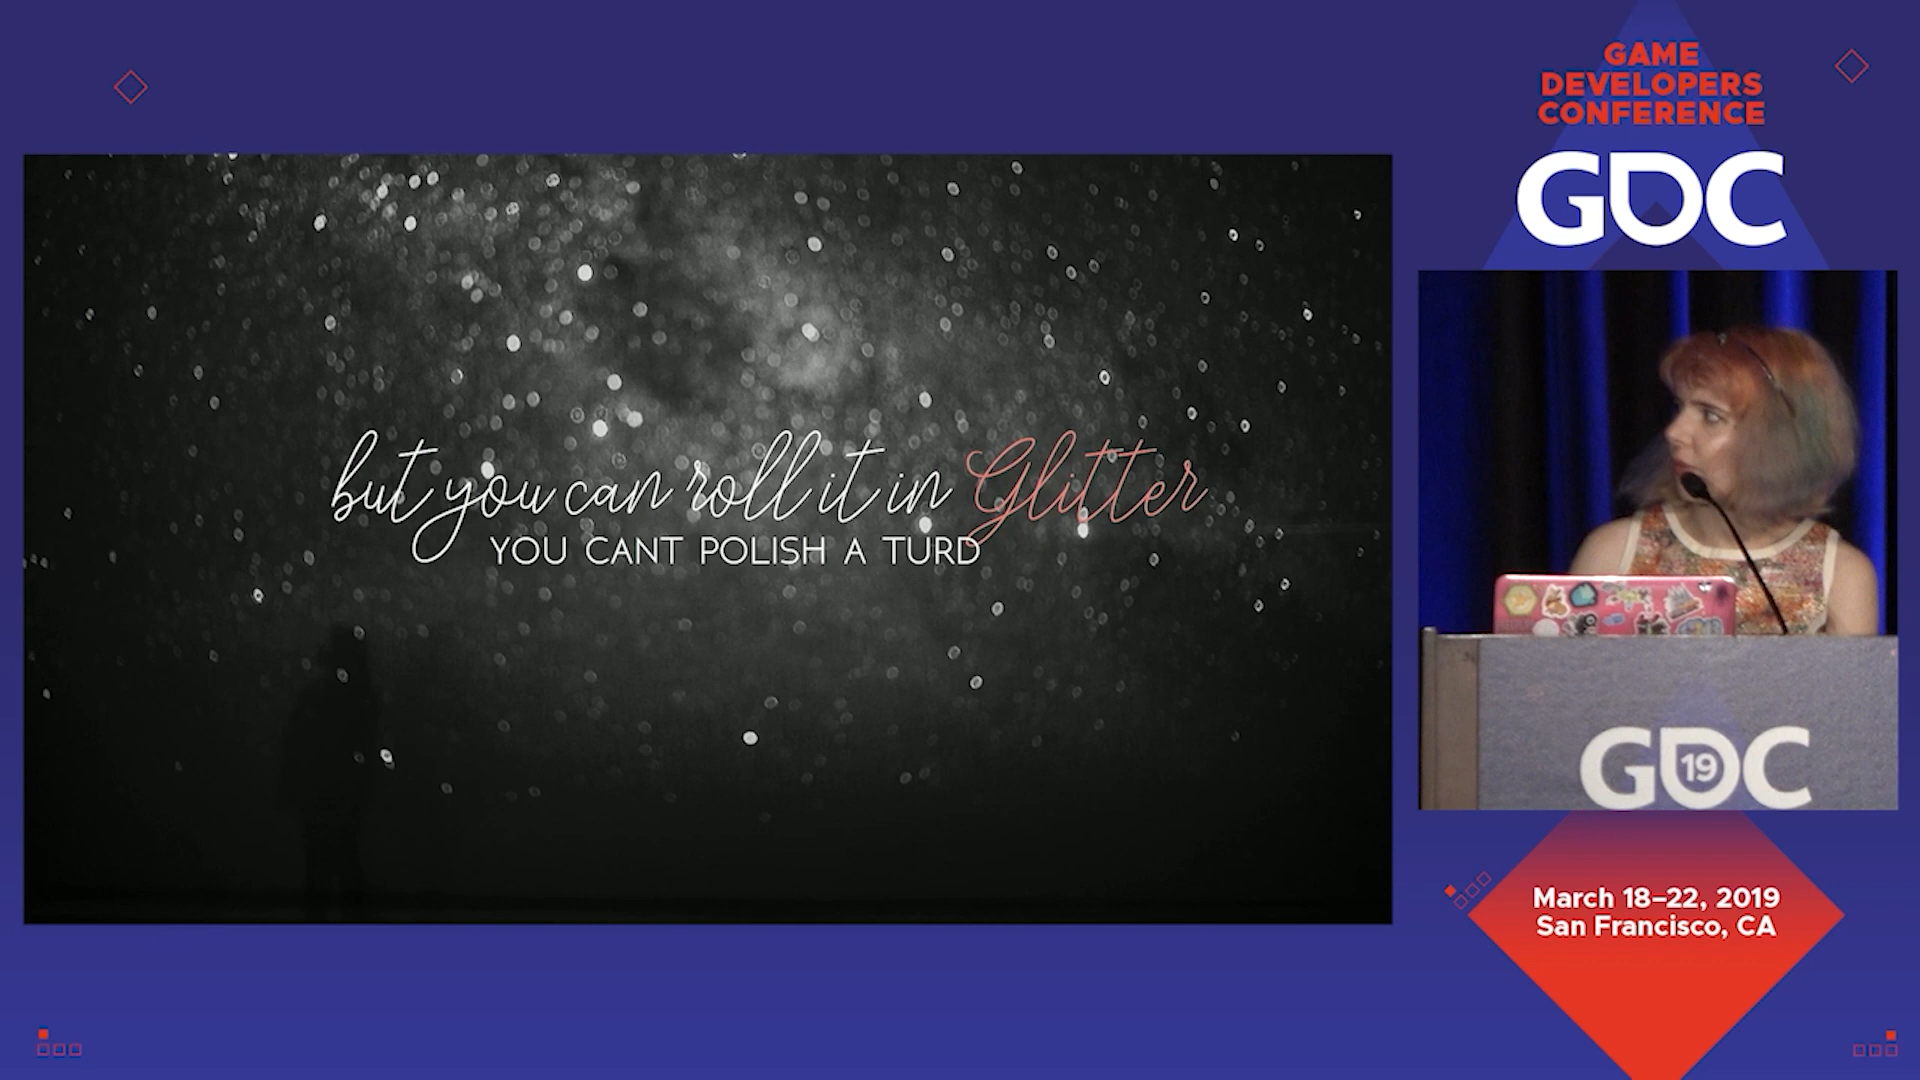 GAME
DEVELOPERS
CONFERENCE
GDC
but you can roll it in Glitter
YOU CANT POLISH A TURD
GDC
19
March 18–22, 2019
San Francisco, CA